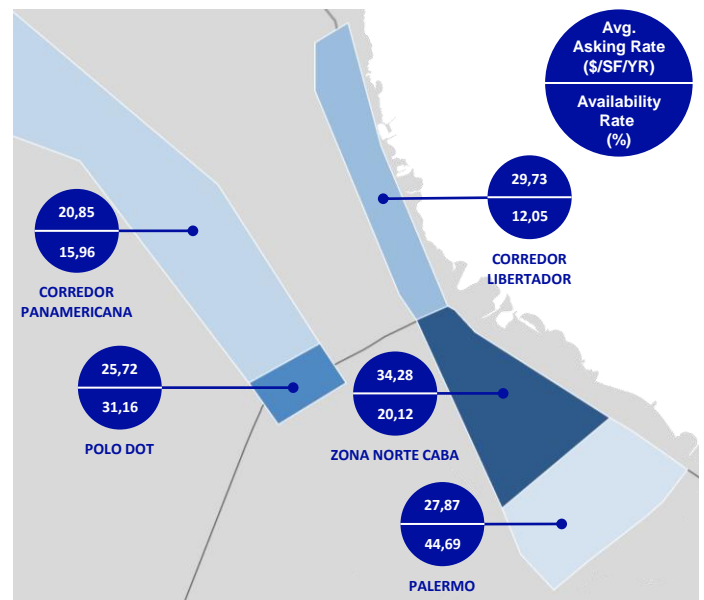 Avg.
Asking Rate
($/SF/YR)
Availability
Rate
(%)
29,73
12,05
CORREDOR
LIBERTADOR
20,85
15,96
CORREDOR
PANAMERICANA
25,72
31,16
POLO DOT
34,28
20,12
ZONA NORTE CABA
27,87
44,69
PALERMO